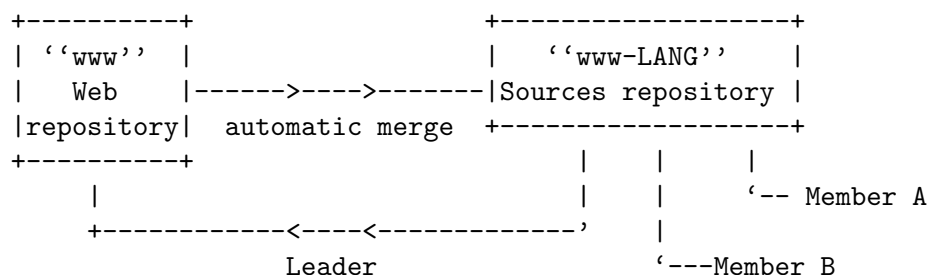 +----------+                   +-------------------+
| ‘‘www’’  |                   |   ‘‘www-LANG’’    |
|   Web    |------>---->-------|Sources repository |
|repository|  automatic merge  +-------------------+
+----------+                         |    |     |
     |                               |    |     ‘-- Member A
     +------------<----<-------------’    |
                 Leader                   ‘---Member B